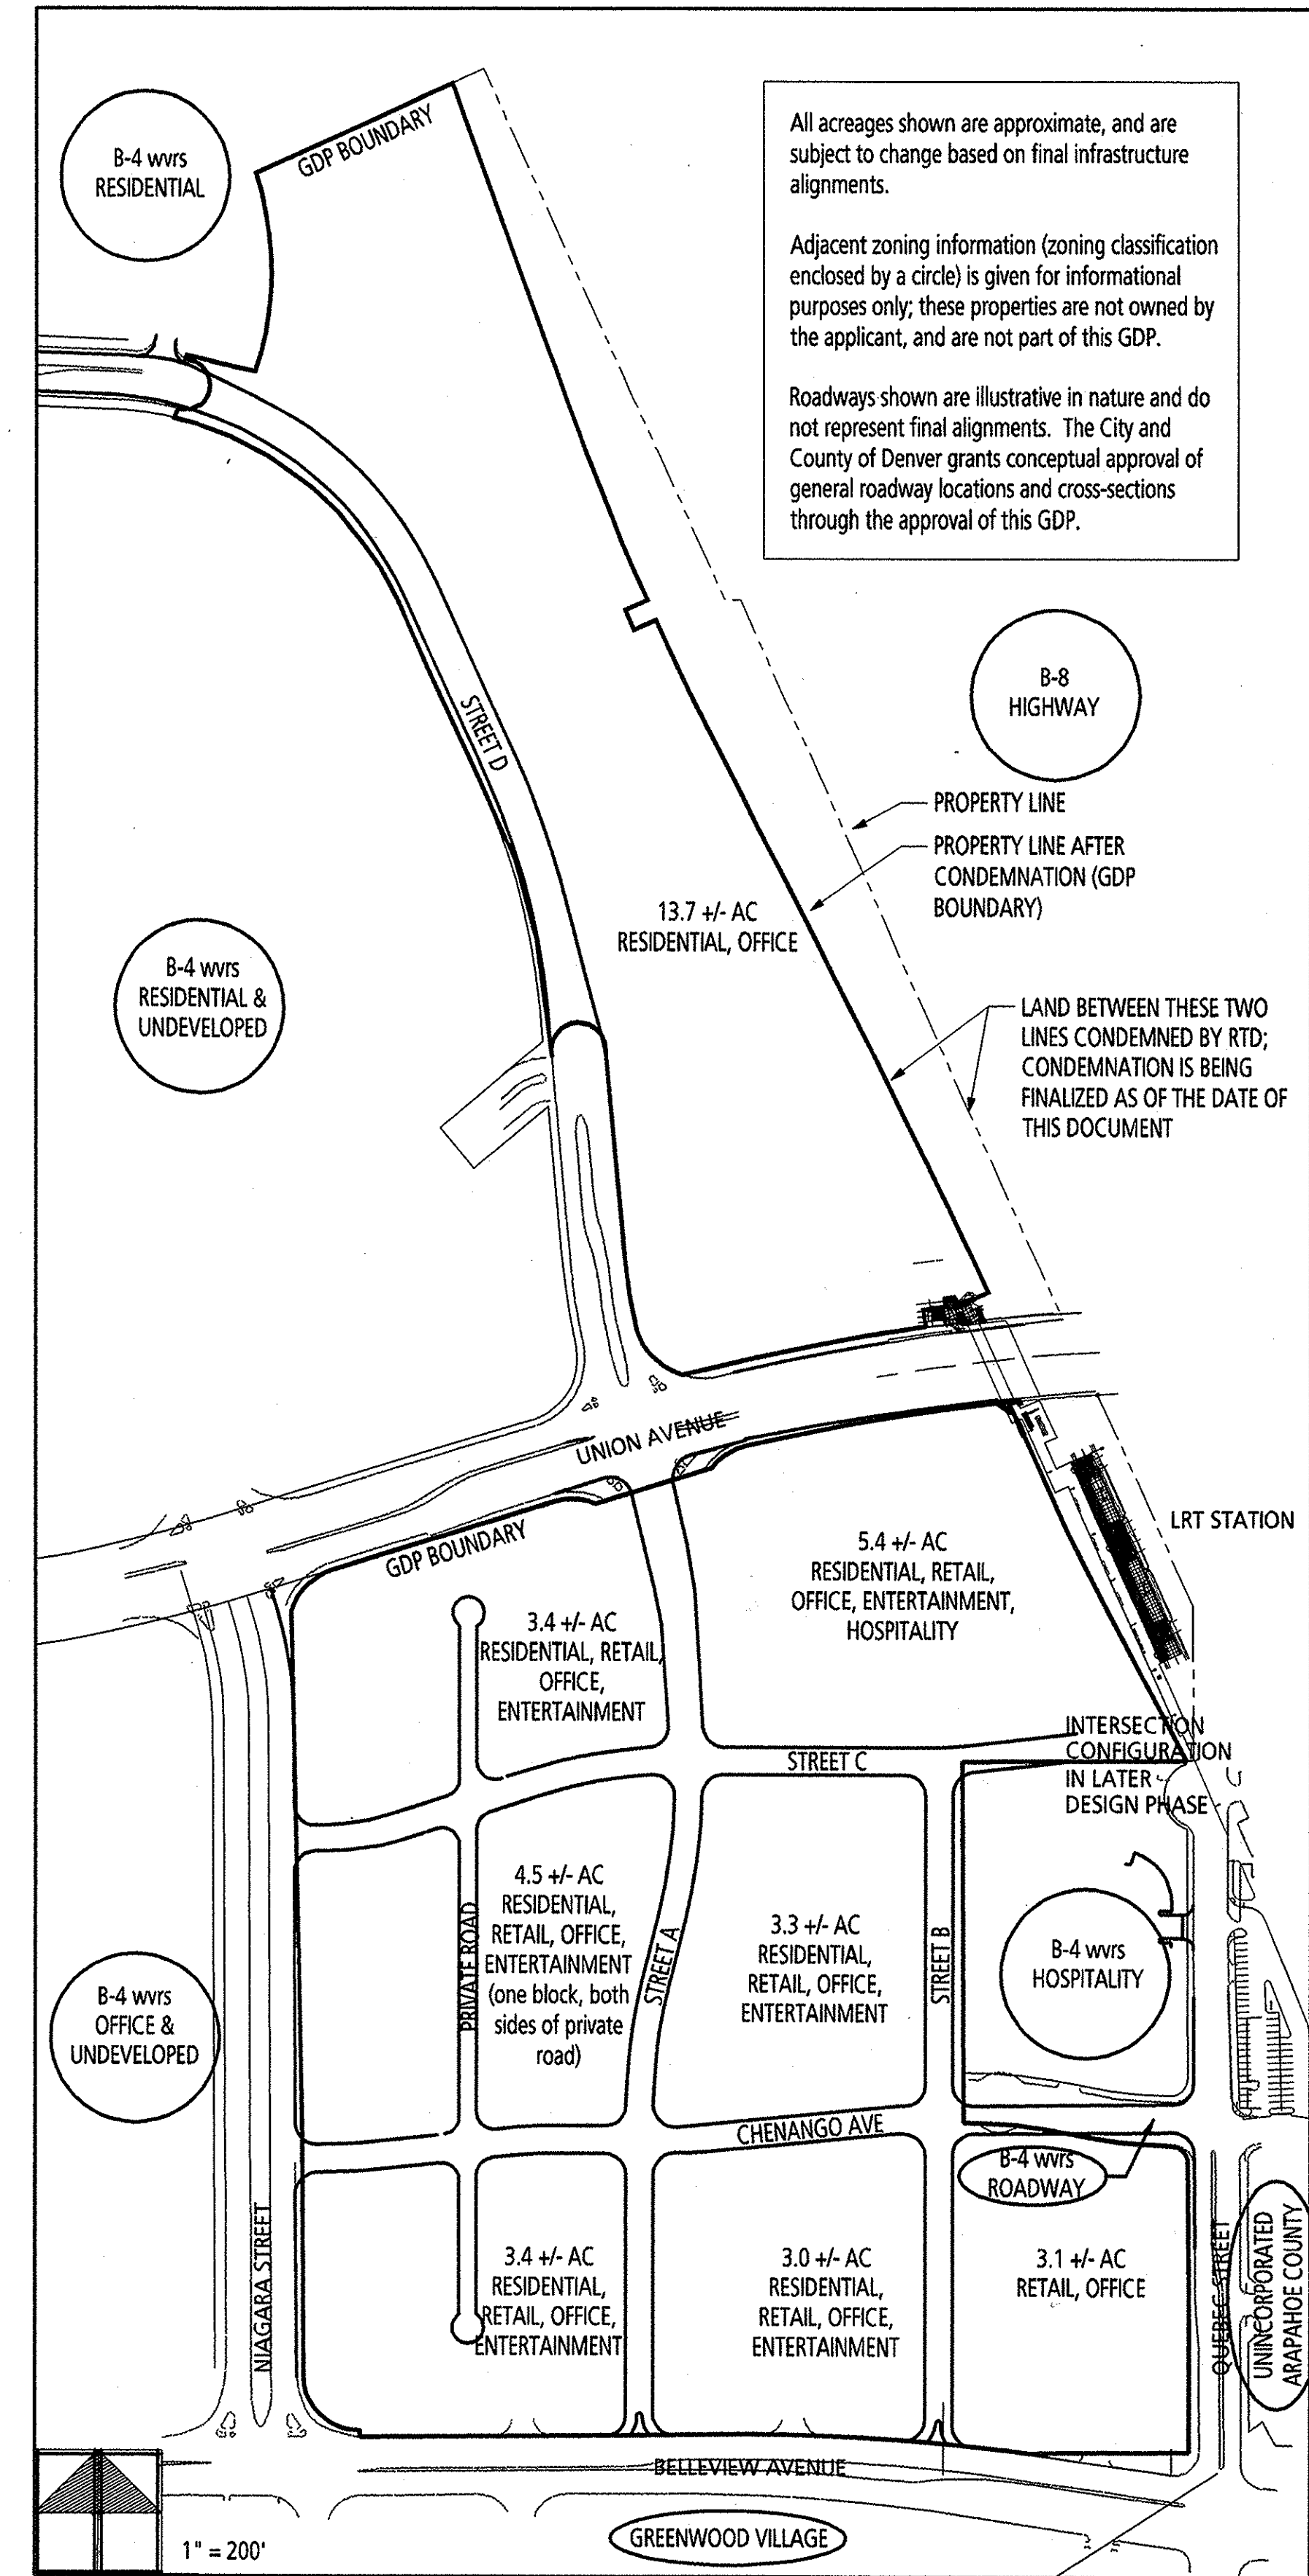 GDP BOUNDARY
B-4 wvrs
RESIDENTIAL
All acreages shown are approximate, and are
subject to change based on final infrastructure
alignments.
Adjacent zoning information (zoning classification
enclosed by a circle) is given for informational
purposes only; these properties are not owned by
the applicant, and are not part of this GDP.
Roadways shown are illustrative in nature and do
not represent final alignments. The City and
County of Denver grants conceptual approval of
general roadway locations and cross-sections
through the approval of this GDP.
B-8
HIGHWAY
STREET D
PROPERTY LINE
PROPERTY LINE AFTER
CONDEMNATION (GDP
BOUNDARY)
13.7 +/- AC
RESIDENTIAL, OFFICE
B-4 wvrs
RESIDENTIAL &
UNDEVELOPED
LAND BETWEEN THESE TWO
LINES CONDEMNED BY RTD;
CONDEMNATION IS BEING
FINALIZED AS OF THE DATE OF
THIS DOCUMENT
UNION AVENUE
LRT STATION
GDP BOUNDARY
5.4 +/- AC
RESIDENTIAL, RETAIL,
OFFICE, ENTERTAINMENT,
HOSPITALITY
3.4 +/- AC
RESIDENTIAL, RETAIL,
OFFICE,
ENTERTAINMENT
INTERSECTION
CONFIGURATION
IN LATER
DESIGN PHASE
STREET C
4.5 +/- AC
RESIDENTIAL,
RETAIL, OFFICE,
ENTERTAINMENT
(one block, both
sides of private
road)
PRIVATE ROAD
STREET A
3.3 +/- AC
RESIDENTIAL,
RETAIL, OFFICE,
ENTERTAINMENT
STREET B
B-4 wvrs
HOSPITALITY
B-4 wvrs
OFFICE &
UNDEVELOPED
CHENANGO AVE
B-4 wvrs
ROADWAY
NIAGARA STREET
3.4 +/- AC
RESIDENTIAL,
RETAIL, OFFICE,
ENTERTAINMENT
3.0 +/- AC
RESIDENTIAL,
RETAIL, OFFICE,
ENTERTAINMENT
3.1 +/- AC
RETAIL, OFFICE
QUEBEC STREET
UNINCORPORATED
ARAPAHOE COUNTY
BELLEVIEW AVENUE
GREENWOOD VILLAGE
1" = 200'